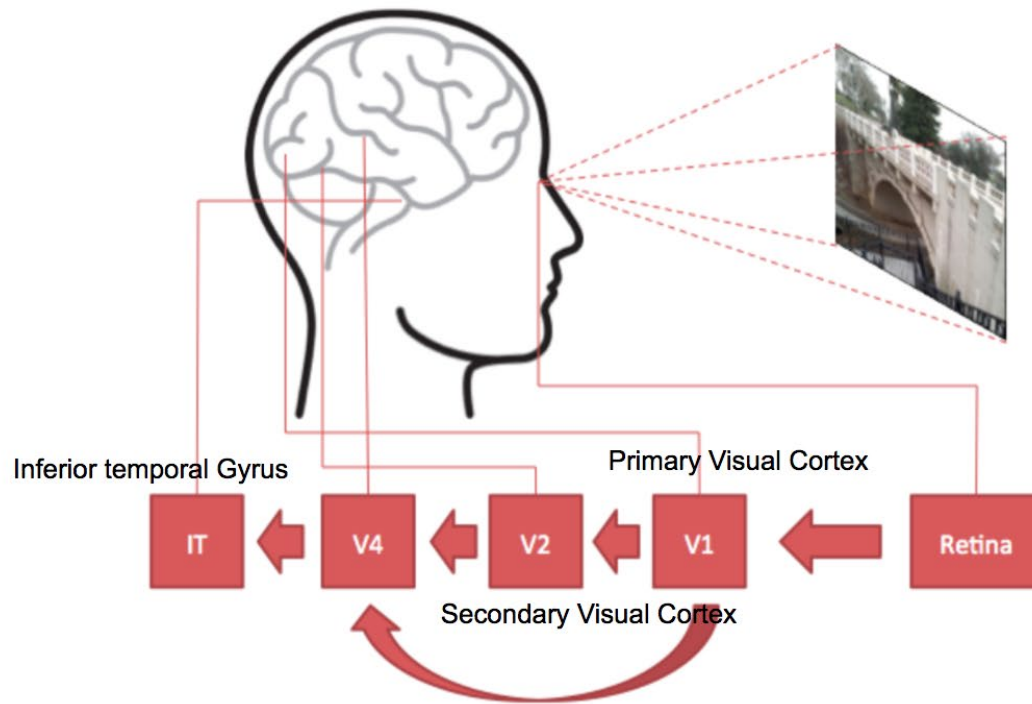 Inferior temporal Gyrus
Primary Visual Cortex
IT
V4
V2
V1
Retina
Secondary Visual Cortex